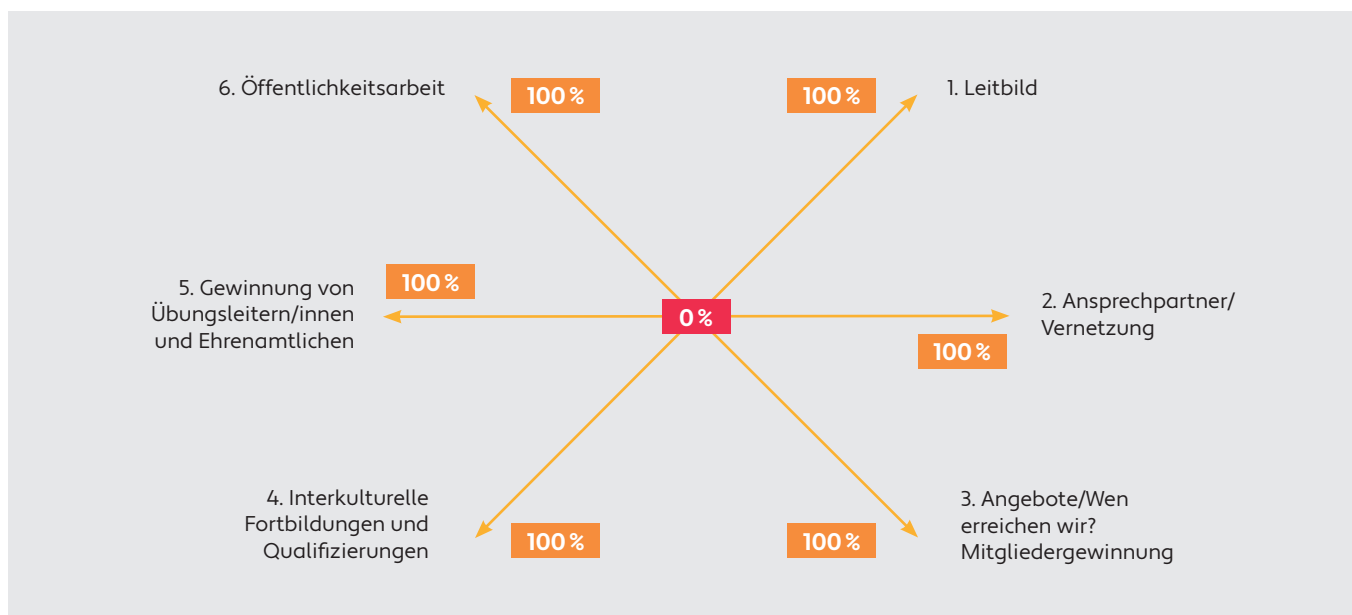 6. Öffentlichkeitsarbeit
100 %
100 %
1. Leitbild
5. Gewinnung von
Übungsleitern/innen
und Ehrenamtlichen
100 %
0 %
2. Ansprechpartner/
Vernetzung
100 %
4. Interkulturelle
Fortbildungen und
Qualifizierungen
100 %
100 %
3. Angebote/Wen
erreichen wir?
Mitgliedergewinnung